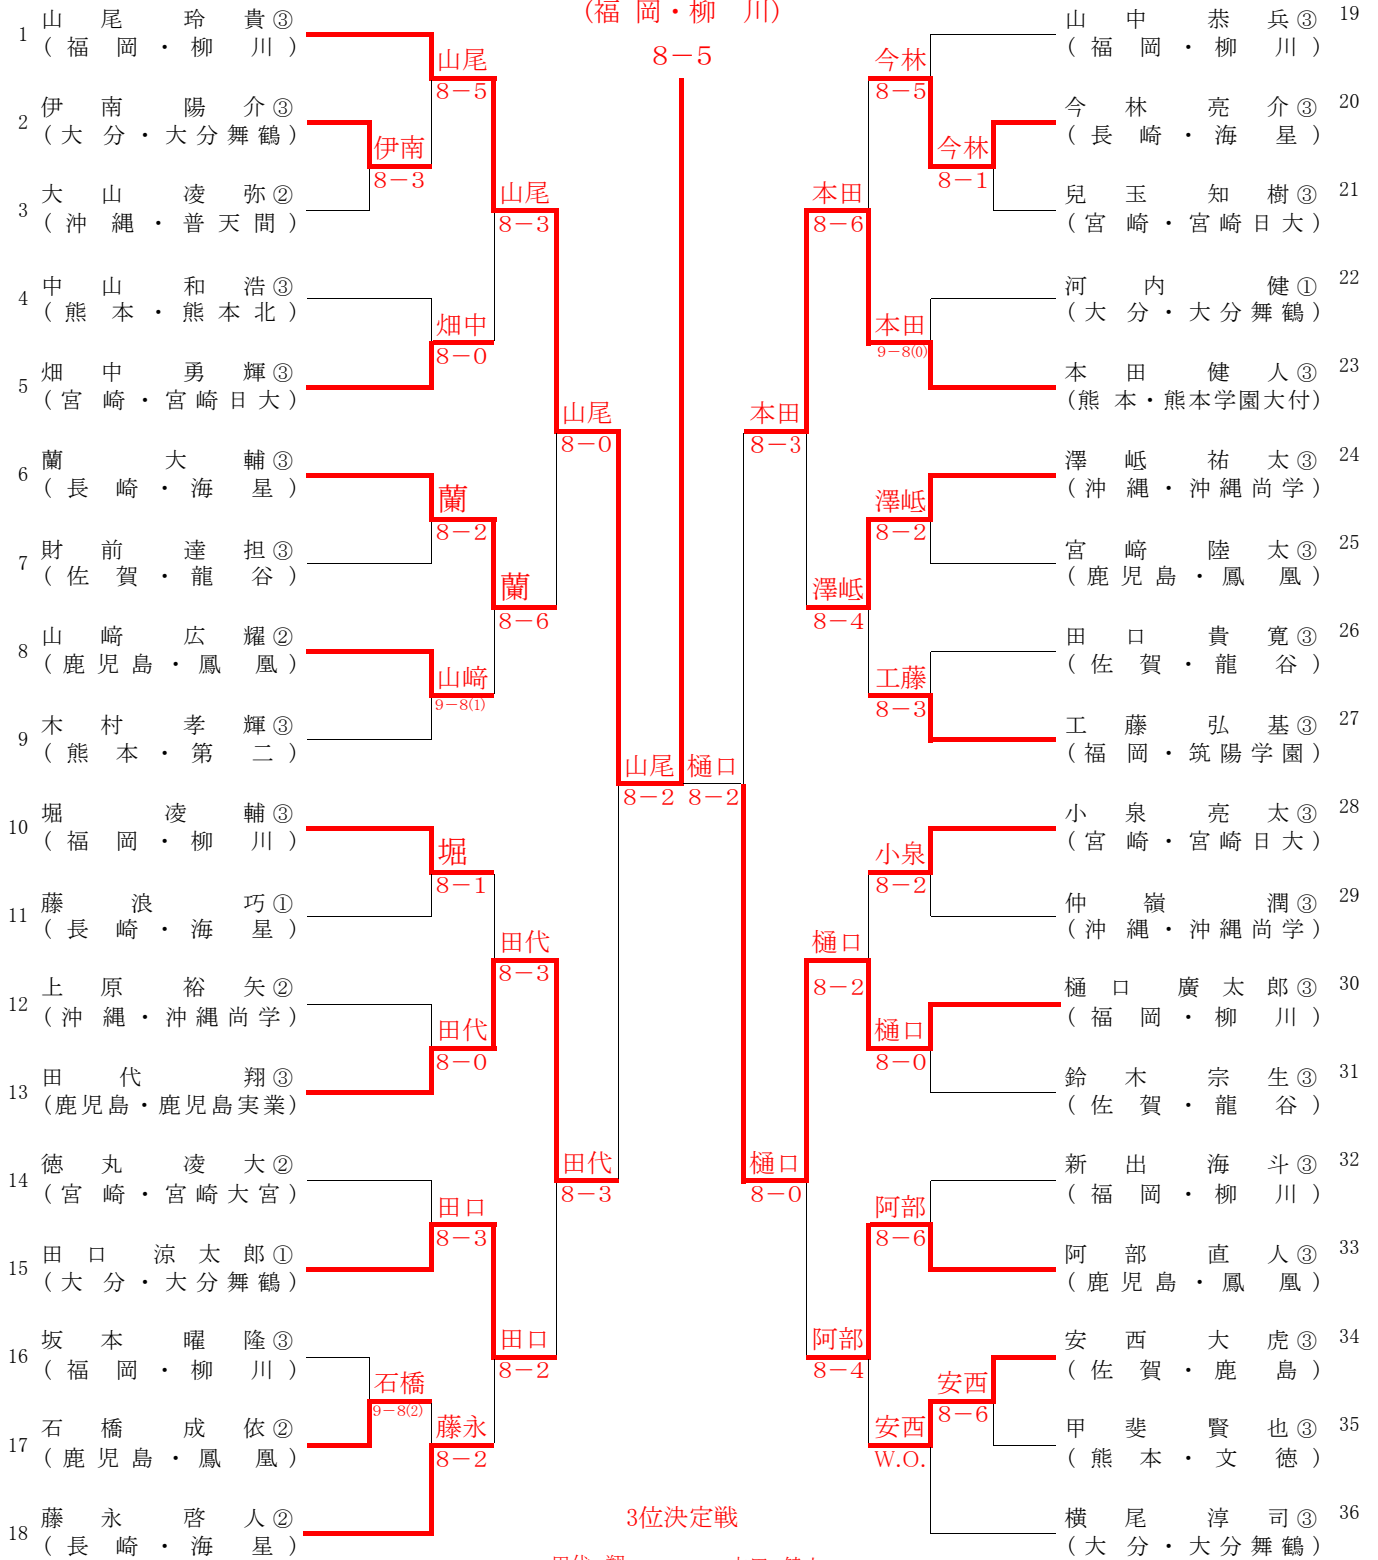 (福岡・柳川)
8-5
1 山尾玲貴③
(福岡・柳川)
2 伊南陽介③
(大分・大分舞鶴)
3 大山凌弥②
(沖縄・普天間)
4 中山和浩③
(熊本・熊本北)
5 畑中勇輝③
(宮崎・宮崎日大)
6 蘭大輔③
(長崎・海星)
7 財前達担③
(佐賀・龍谷)
8 山﨑広耀②
(鹿児島・鳳凰)
9 木村孝輝③
(熊本・第二)
10 堀凌輔③
(福岡・柳川)
11 藤浪巧①
(長崎・海星)
12 上原裕矢②
(沖縄・沖縄尚学)
13 田代翔③
(鹿児島・鹿児島実業)
14 徳丸凌大②
(宮崎・宮崎大宮)
15 田口涼太郎①
(大分・大分舞鶴)
16 坂本曜隆③
(福岡・柳川)
17 石橋成依②
(鹿児島・鳳凰)
18 藤永啓人②
(長崎・海星)
伊南
8-3
石橋
9-8(2)
山尾
8-5
畑中
8-0
蘭
8-2
山﨑
9-8(1)
堀
8-1
田代
8-0
田口
8-3
藤永
8-2
山尾
8-3
蘭
8-6
田代
8-3
田口
8-2
山尾
8-0
田代
8-3
山尾
8-2
樋口
8-2
本田
8-3
樋口
8-0
本田
8-6
澤岻
8-4
樋口
8-2
阿部
8-4
今林
8-5
本田
9-8(0)
澤岻
8-2
工藤
8-3
小泉
8-2
樋口
8-0
阿部
8-6
安西
W.O.
今林
8-1
安西
8-6
山中恭兵③ 19
(福岡・柳川)
今林亮介③ 20
(長崎・海星)
兒玉知樹③ 21
(宮崎・宮崎日大)
河内健① 22
(大分・大分舞鶴)
本田健人③ 23
(熊本・熊本学園大付)
澤岻祐太③ 24
(沖縄・沖縄尚学)
宮﨑陸太③ 25
(鹿児島・鳳凰)
田口貴寛③ 26
(佐賀・龍谷)
工藤弘基③ 27
(福岡・筑陽学園)
小泉亮太③ 28
(宮崎・宮崎日大)
仲嶺潤③ 29
(沖縄・沖縄尚学)
樋口廣太郎③ 30
(福岡・柳川)
鈴木宗生③ 31
(佐賀・龍谷)
新出海斗③ 32
(福岡・柳川)
阿部直人③ 33
(鹿児島・鳳凰)
安西大虎③ 34
(佐賀・鹿島)
甲斐賢也③ 35
(熊本・文徳)
横尾淳司③ 36
(大分・大分舞鶴)
3位決定戦